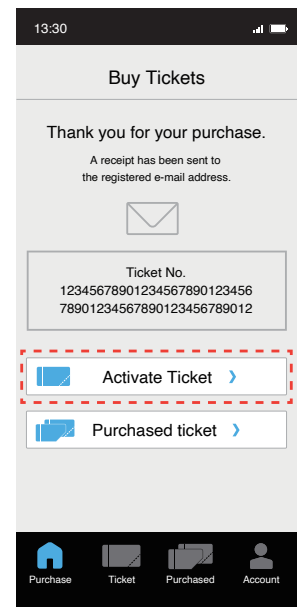 13:30
Buy Tickets
Thank you for your purchase.
A receipt has been sent to
the registered e-mail address.
Ticket No.
12345678901234567890123456
78901234567890123456789012
Activate Ticket
Purchased ticket
Purchase Ticket Purchased Account